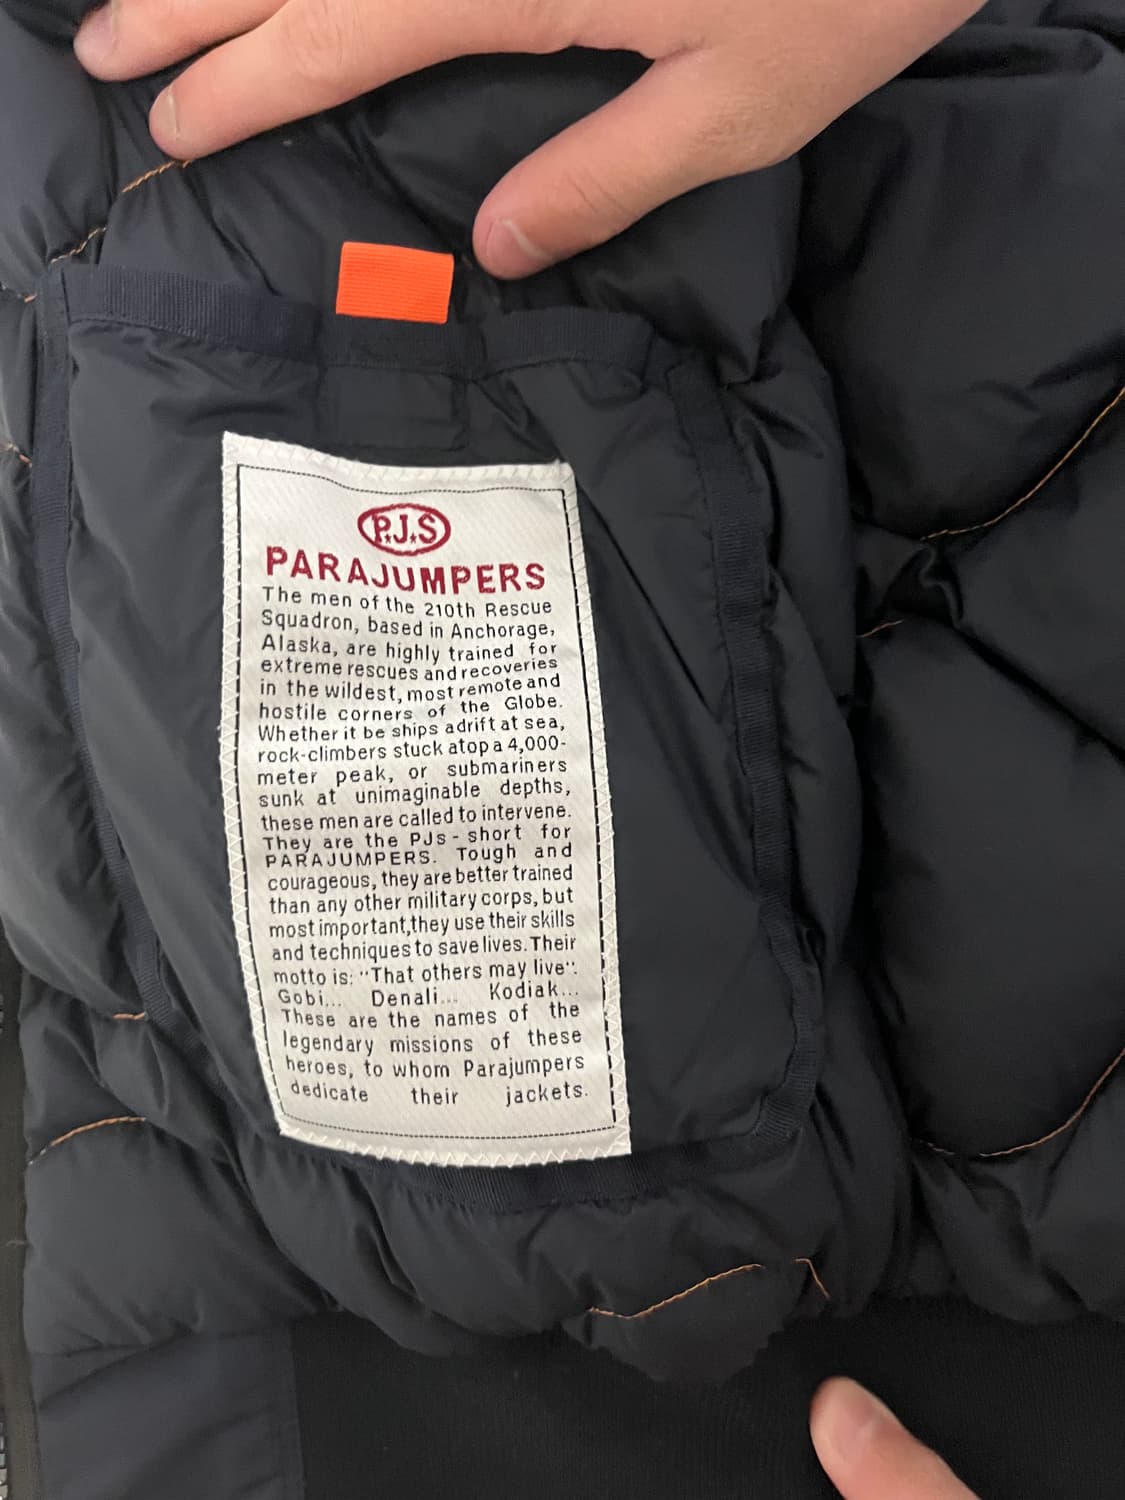 P.J.S
PARAJUMPERS
The men of the 210th Rescue
Squadron, based in Anchorage,
Alaska, are highly trained for
extreme rescues and recoveries
in the wildest, most remote and
hostile corners of the Globe.
Whether it be ships adrift at sea,
rock-climbers stuck atop a 4,000-
meter peak, or submariners
sunk at unimaginable depths,
these men are called to intervene.
They are the PJs - short for
PARAJUMPERS. Tough and
courageous, they are better trained
than any other military corps, but
most important,they use their skills
and techniques to save lives. Their
motto is: "That others may live".
Gobi... Denali... Kodiak...
These are the names of the
legendary missions of these
heroes, to whom Parajumpers
dedicate their jackets.